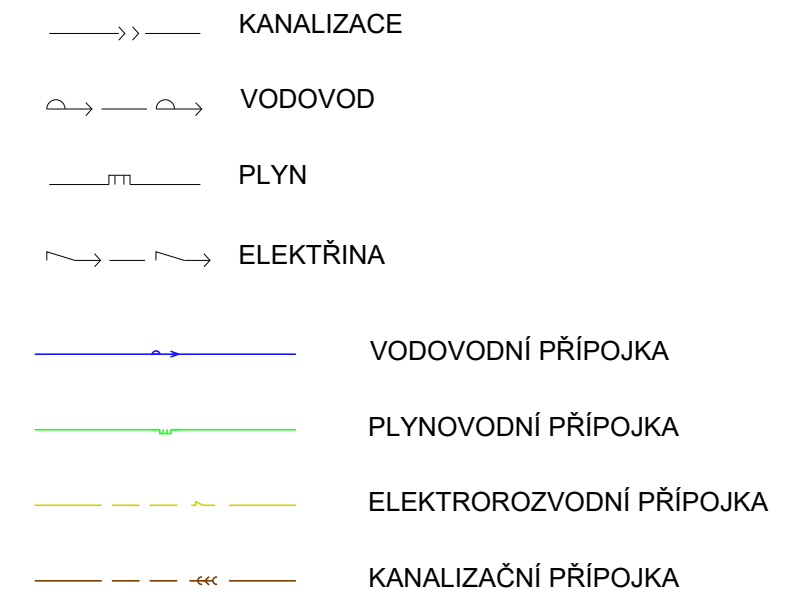 KANALIZACE
VODOVOD
PLYN
ELEKTŘINA
VODOVODNÍ PŘÍPOJKA
PLYNOVODNÍ PŘÍPOJKA
ELEKTROROZVODNÍ PŘÍPOJKA
KANALIZAČNÍ PŘÍPOJKA